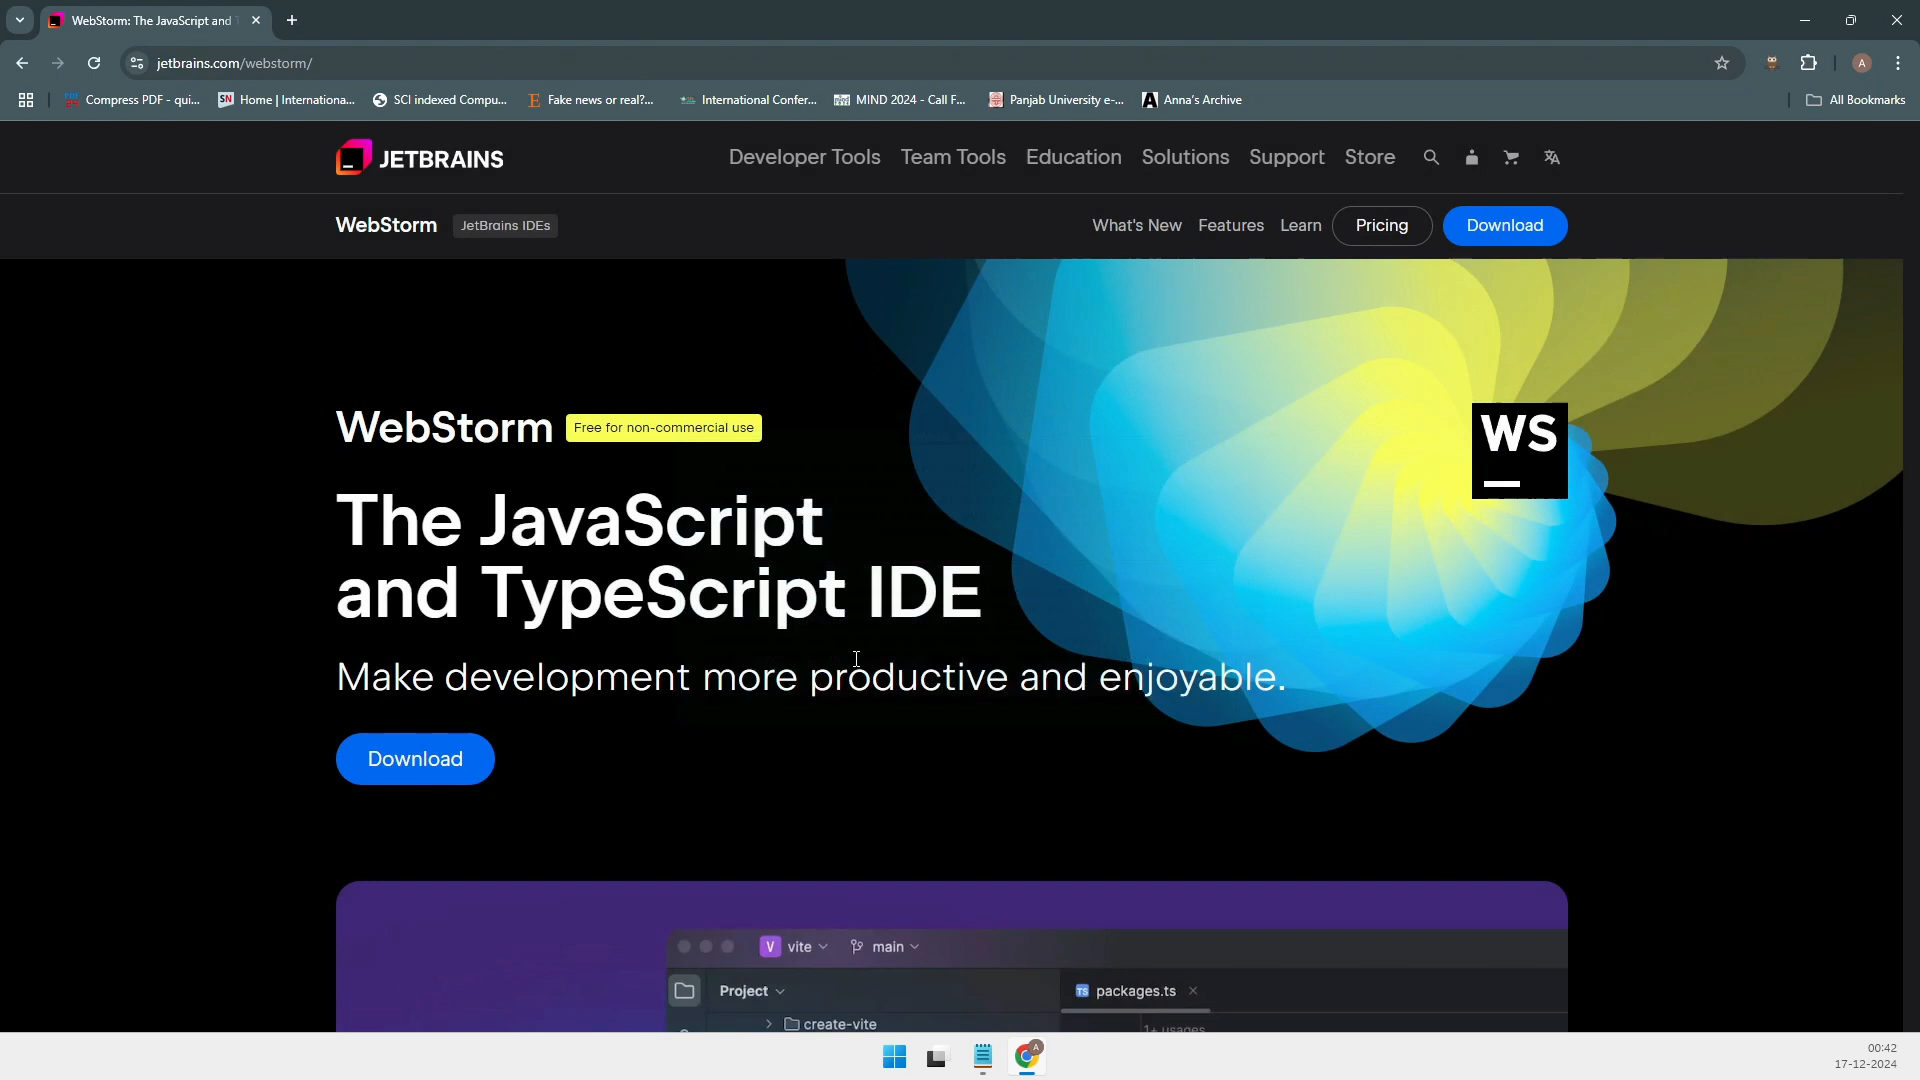 WebStorm: The JavaScript and
jetbrains.com/webstorm/
A
Compress PDF - qui...
SN Home | Internationa...
SCI indexed Compu...
E Fake news or real?...
International Confer...
MIND 2024 - Call F...
Panjab University e-...
A Anna's Archive
All Bookmarks
JETBRAINS
Developer Tools
Team Tools
Education
Solutions
Support
Store
WebStorm
JetBrains IDEs
What's New
Features
Learn
Pricing
Download
WebStorm
Free for non-commercial use
WS
The JavaScript
and TypeScript IDE
Make development more productive and enjoyable.
Download
V vite
main
Project
TS packages.ts
create-vite
1+ usages
A
00:42
17-12-2024